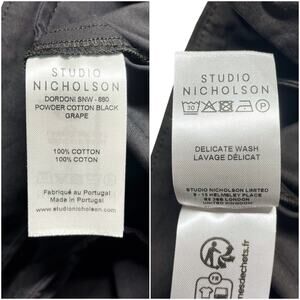 STUDIO
NICHOLSON
DORDONI SNW - 880
POWDER COTTON BLACK
GRAPE
100% COTTON
100% COTON
Fabriqué au Portugal
Made in Portugal
www.studionicholson.com
STUDIO
NICHOLSON
DELICATE WASH
LAVAGE DÉLICAT
STUDIO NICHOLSON LIMITED
9 - 15 HELMSLEY PLACE
E8 3SB LONDON
UNITED KINGDOM
FR